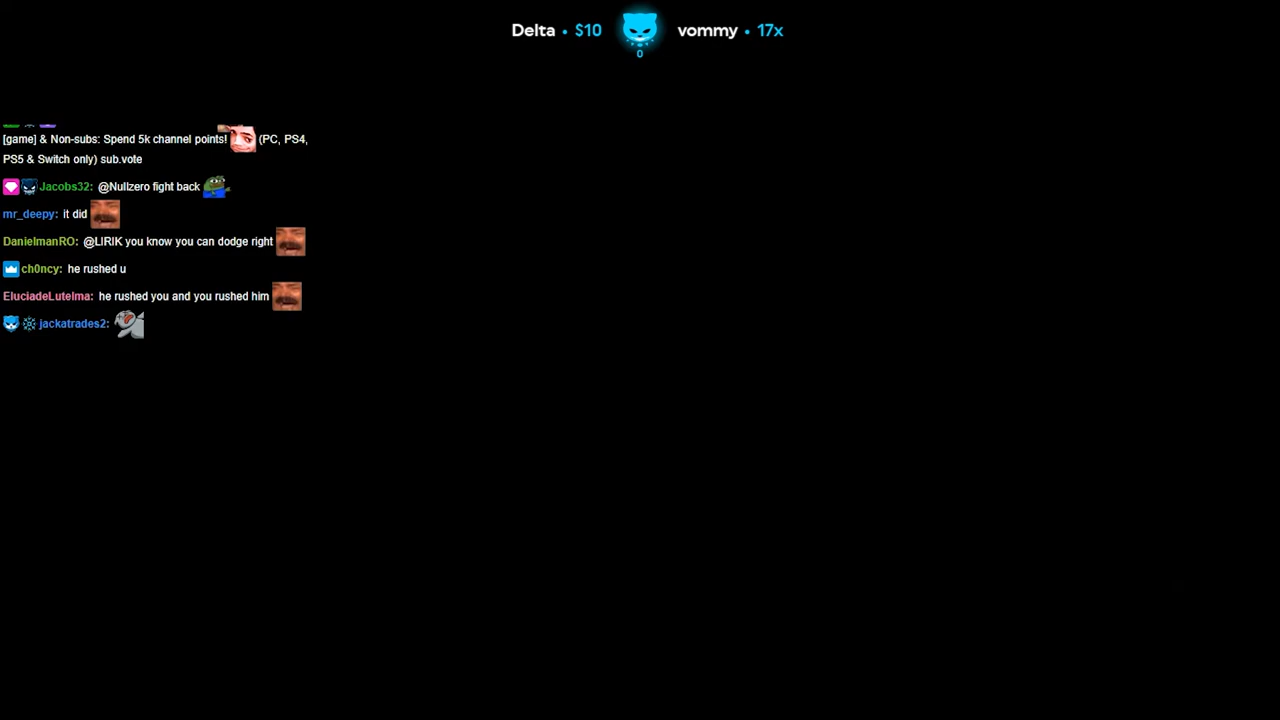 Delta • $10 vommy • 17x
0
[game] & Non-subs: Spend 5k channel points! (PC, PS4,
PS5 & Switch only) sub.vote
Jacobs32: @Nullzero fight back
mr_deepy: it did
DanielmanRO: @LIRIK you know you can dodge right
ch0ncy: he rushed u
EluciadeLutelma: he rushed you and you rushed him
jackatrades2: